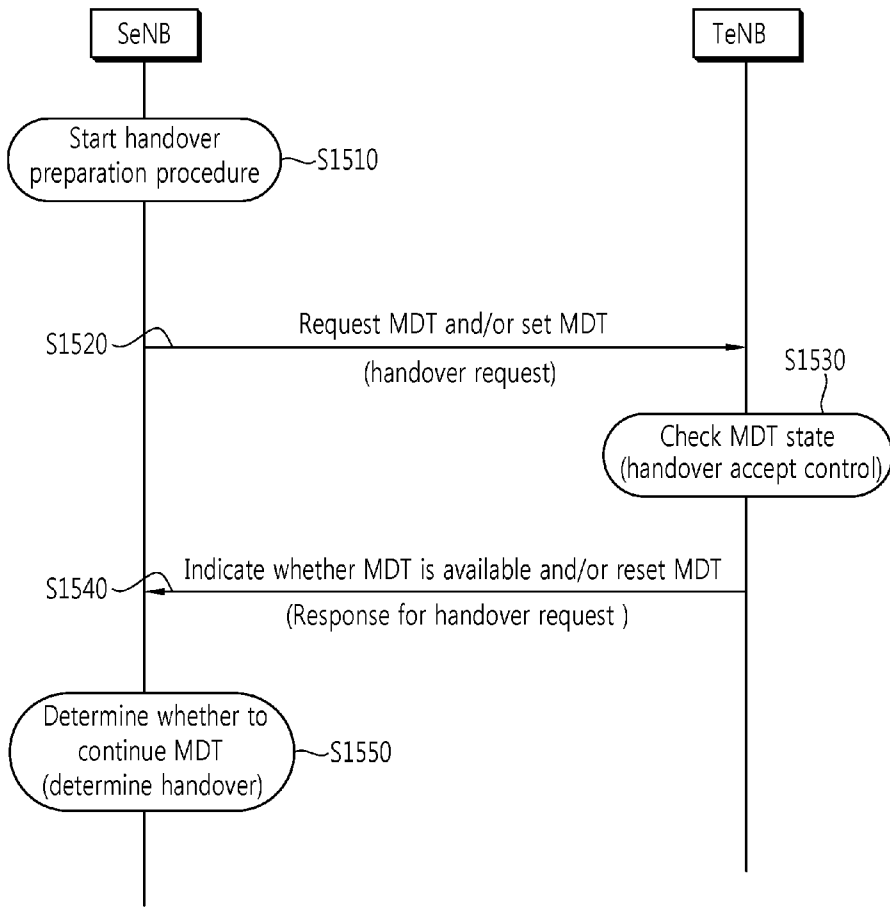 SeNB
TeNB
Start handover
preparation procedure
S1510
Request MDT and/or set MDT
S1520
(handover request)
S1530
Check MDT state
(handover accept control)
Indicate whether MDT is available and/or reset MDT
S1540
(Response for handover request )
Determine whether to
continue MDT
(determine handover)
S1550